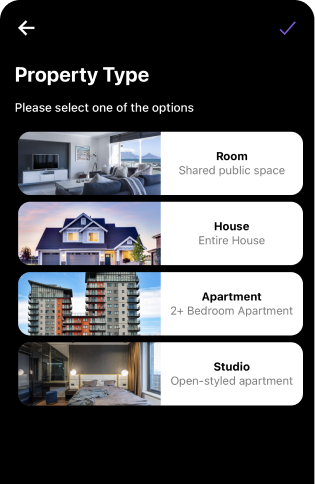 Property Type
Please select one of the options
Room
Shared public space
House
Entire House
Apartment
2+ Bedroom Apartment
Studio
Open-styled apartment